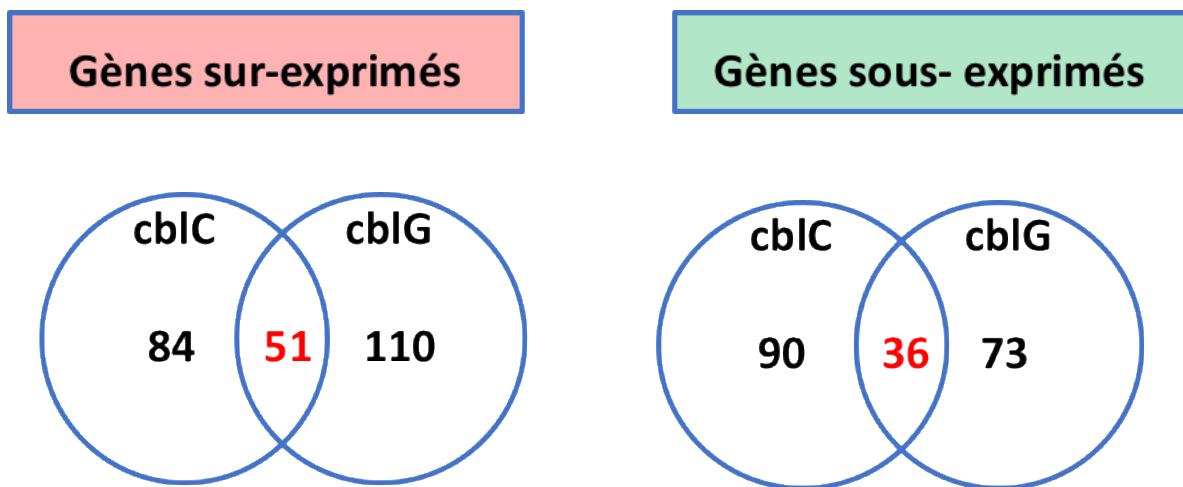 Gènes sur-exprimés
Gènes sous- exprimés
cblC cblG
84 51 110
cblC cblG
90 36 73